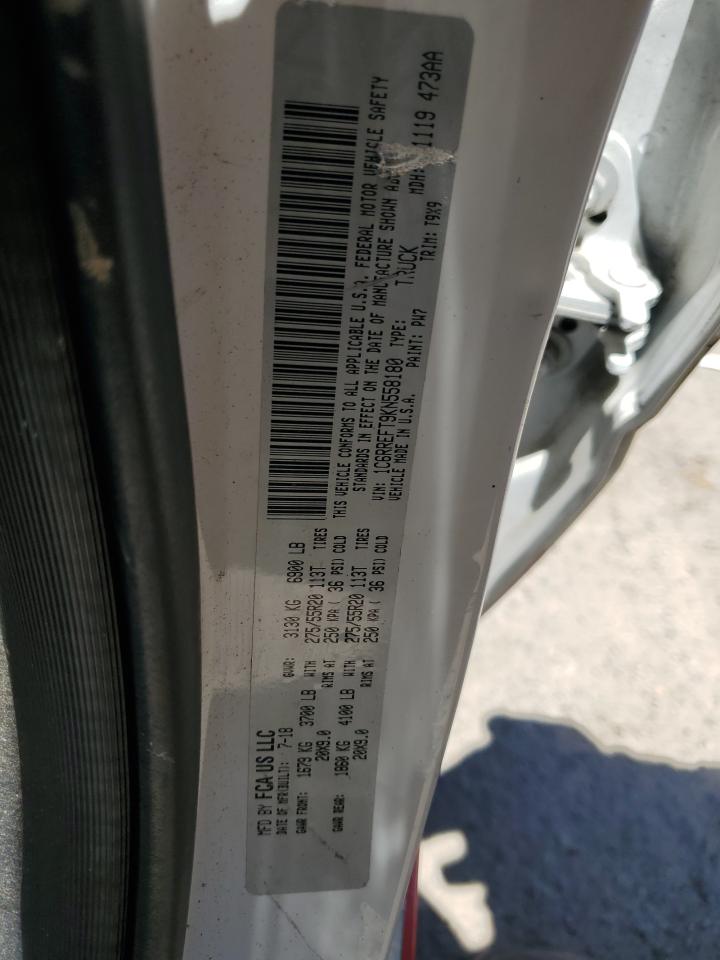 MFD BY FCA US LLC
DATE OF MFR(BUILT): 7-18 GVWR: 3130 KG 6900 LB
GAWR FRONT: 1679 KG 3700 LB WITH 275/55R20 113T TIRES
20X9.0 RIMS AT 250 KPA ( 36 PSI) COLD
GAWR REAR: 1860 KG 4100 LB WITH 275/55R20 113T TIRES
20X9.0 RIMS AT 250 KPA ( 36 PSI) COLD
THIS VEHICLE CONFORMS TO ALL APPLICABLE U.S.A. FEDERAL MOTOR VEHICLE SAFETY
STANDARDS IN EFFECT ON THE DATE OF MANUFACTURE SHOWN
VIN: 1C6RREFT9KN558180 TYPE: TRUCK MDH: 1119 473AA
VEHICLE MADE IN U.S.A. PAINT: PW7 TRIM: T9X9